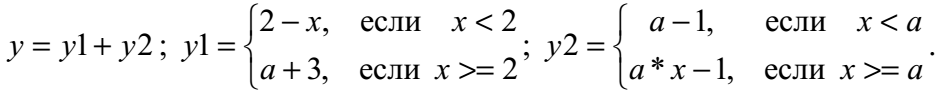 y = y1 + y2 ; y1 = { 2 − x, если x < 2 ; a + 3, если x >= 2 ; y2 = { a − 1, если x < a ; a * x − 1, если x >= a .